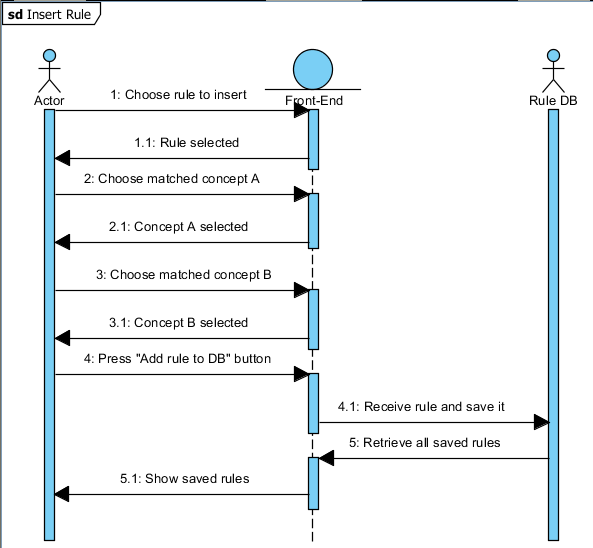 sd Insert Rule
Actor
Front-End
Rule DB
1: Choose rule to insert
1.1: Rule selected
2: Choose matched concept A
2.1: Concept A selected
3: Choose matched concept B
3.1: Concept B selected
4: Press "Add rule to DB" button
4.1: Receive rule and save it
5: Retrieve all saved rules
5.1: Show saved rules